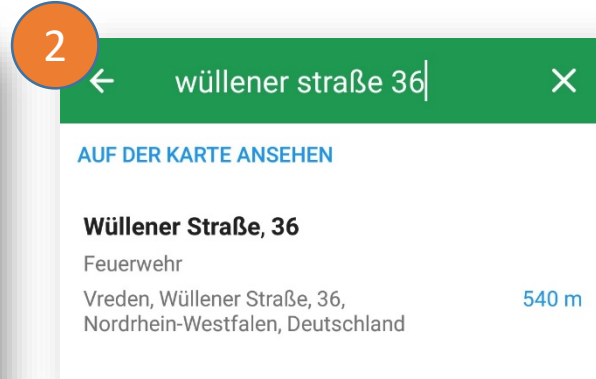 2
wüllener straße 36
AUF DER KARTE ANSEHEN
Wüllener Straße, 36
Feuerwehr
Vreden, Wüllener Straße, 36,
540 m
Nordrhein-Westfalen, Deutschland